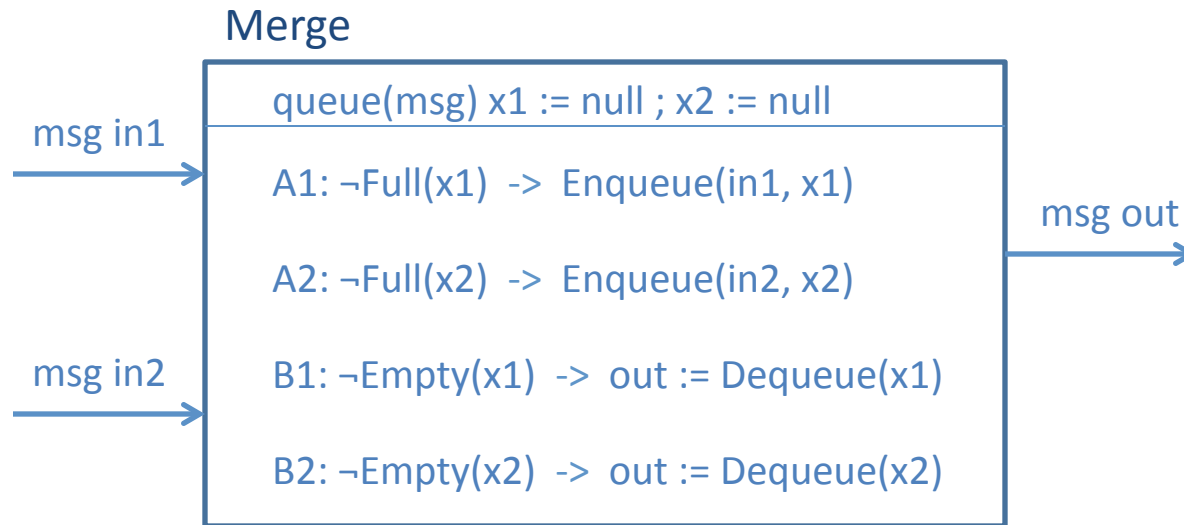 Merge
queue(msg) x1 := null ; x2 := null
msg in1
A1: ¬Full(x1) -> Enqueue(in1, x1)
msg out
A2: ¬Full(x2) -> Enqueue(in2, x2)
msg in2
B1: ¬Empty(x1) -> out := Dequeue(x1)
B2: ¬Empty(x2) -> out := Dequeue(x2)